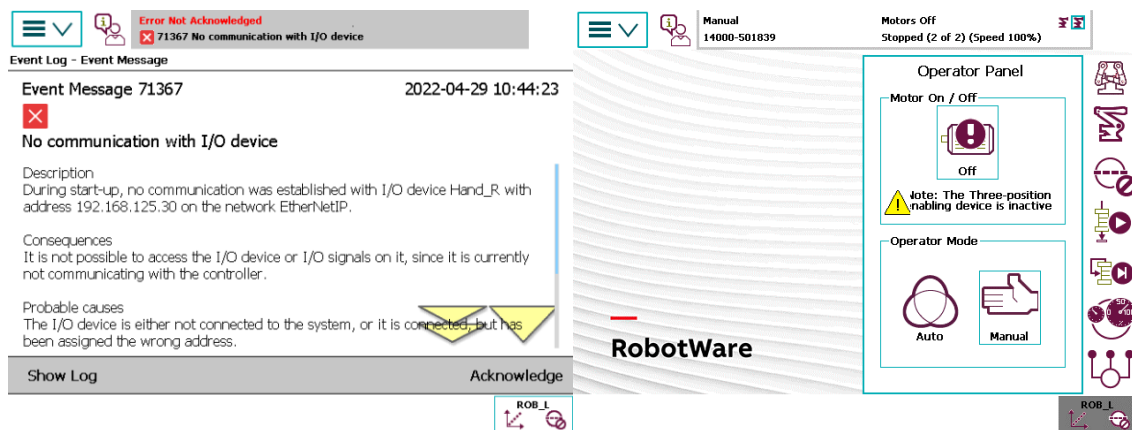 Error Not Acknowledged
71367 No communication with I/O device
Event Log - Event Message
Event Message 71367
2022-04-29 10:44:23
No communication with I/O device
Description
During start-up, no communication was established with I/O device Hand_R with
address 192.168.125.30 on the network EtherNetIP.
Consequences
It is not possible to access the I/O device or I/O signals on it, since it is currently
not communicating with the controller.
Probable causes
The I/O device is either not connected to the system, or it is connected, but has
been assigned the wrong address.
Show Log
Acknowledge
ROB_L
Manual
14000-501839
Motors Off
Stopped (2 of 2) (Speed 100%)
Operator Panel
Motor On / Off
Off
Note: The Three-position
enabling device is inactive
Operator Mode
Auto
Manual
RobotWare
50
ROB_L